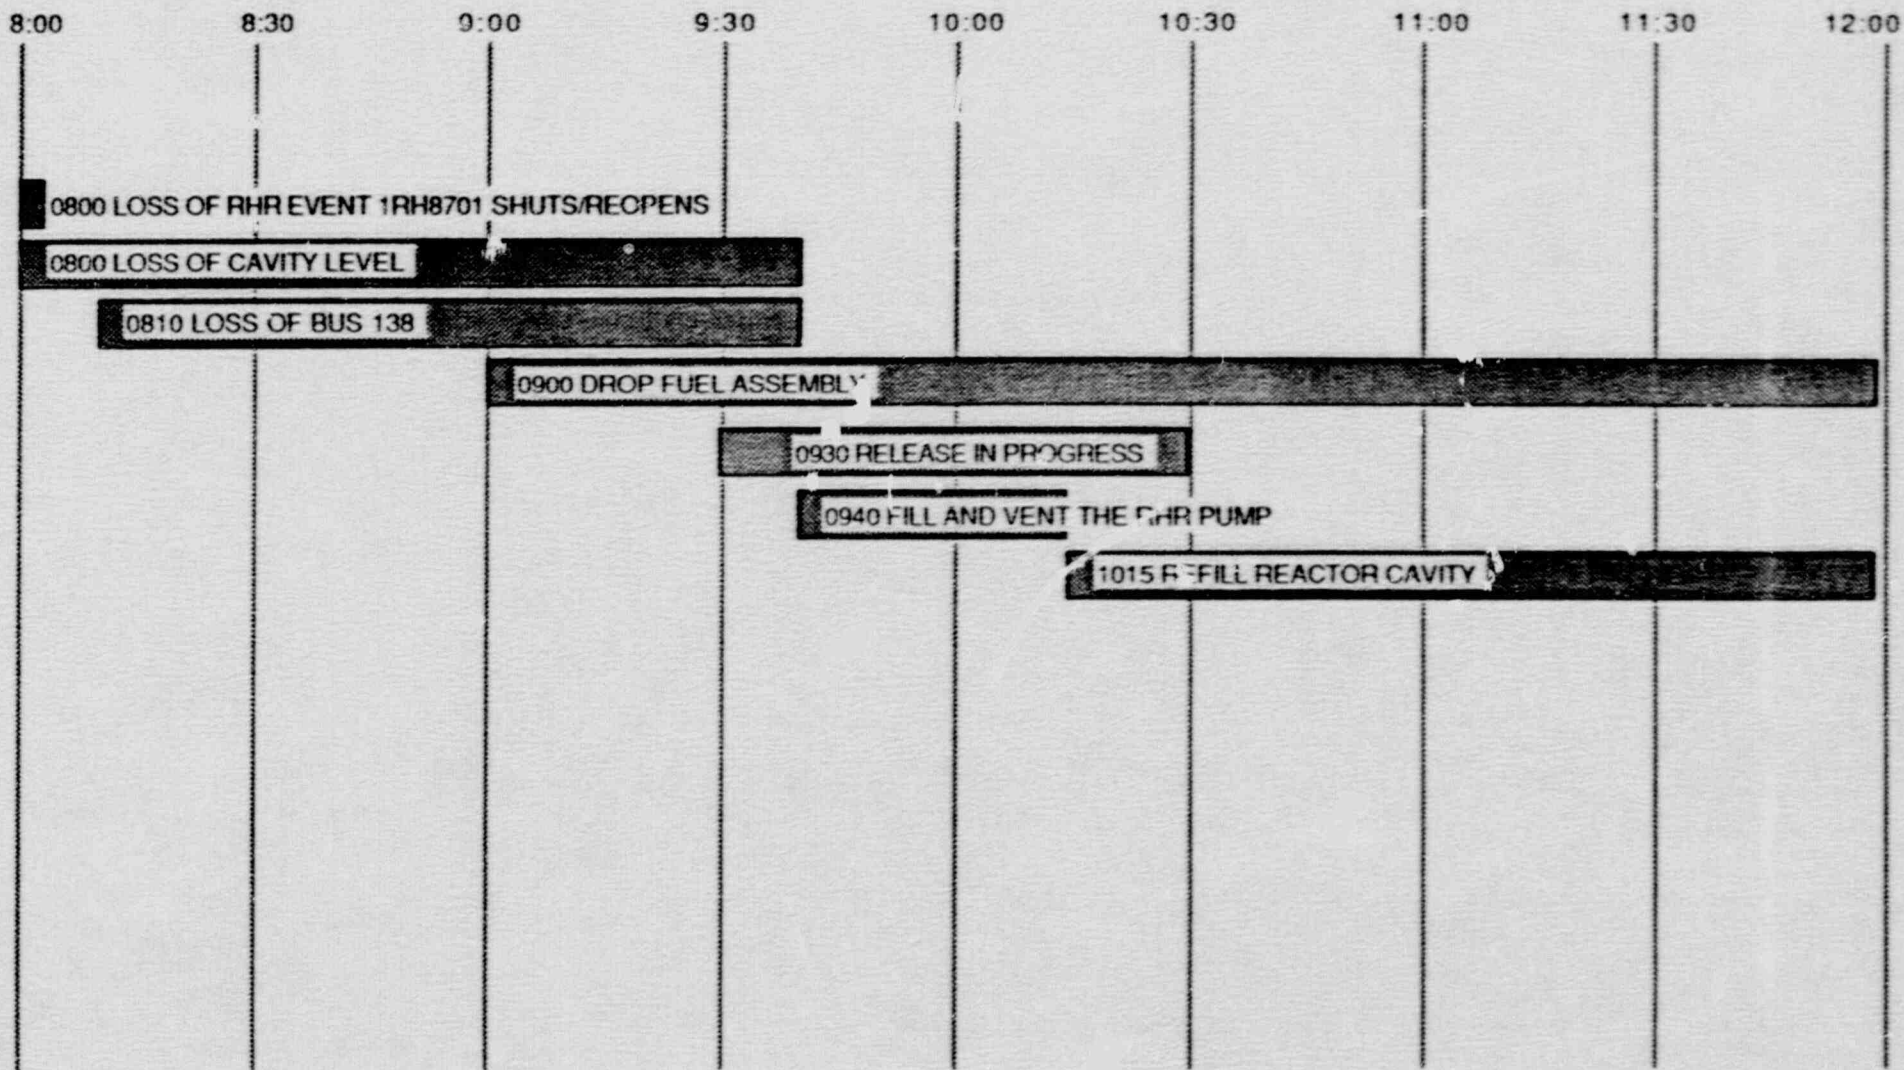 8:00 8:30 9:00 9:30 10:00 10:30 11:00 11:30 12:00
0800 LOSS OF RHR EVENT 1RH8701 SHUTS/REOPENS
0800 LOSS OF CAVITY LEVEL
0810 LOSS OF BUS 138
0900 DROP FUEL ASSEMBLY
0930 RELEASE IN PROGRESS
0940 FILL AND VENT THE RHR PUMP
1015 REFILL REACTOR CAVITY